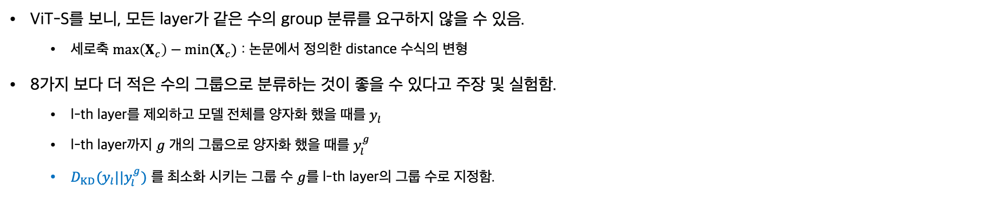 • ViT-S를 보니, 모든 layer가 같은 수의 group 분류를 요구하지 않을 수 있음.
• 세로축 max(𝐗_c) − min(𝐗_c) : 논문에서 정의한 distance 수식의 변형
• 8가지 보다 더 적은 수의 그룹으로 분류하는 것이 좋을 수 있다고 주장 및 실험함.
• l-th layer를 제외하고 모델 전체를 양자화 했을 때를 y_l
• l-th layer까지 g 개의 그룹으로 양자화 했을 때를 y_l^g
• D_KD(y_l||y_l^g) 를 최소화 시키는 그룹 수 g를 l-th layer의 그룹 수로 지정함.